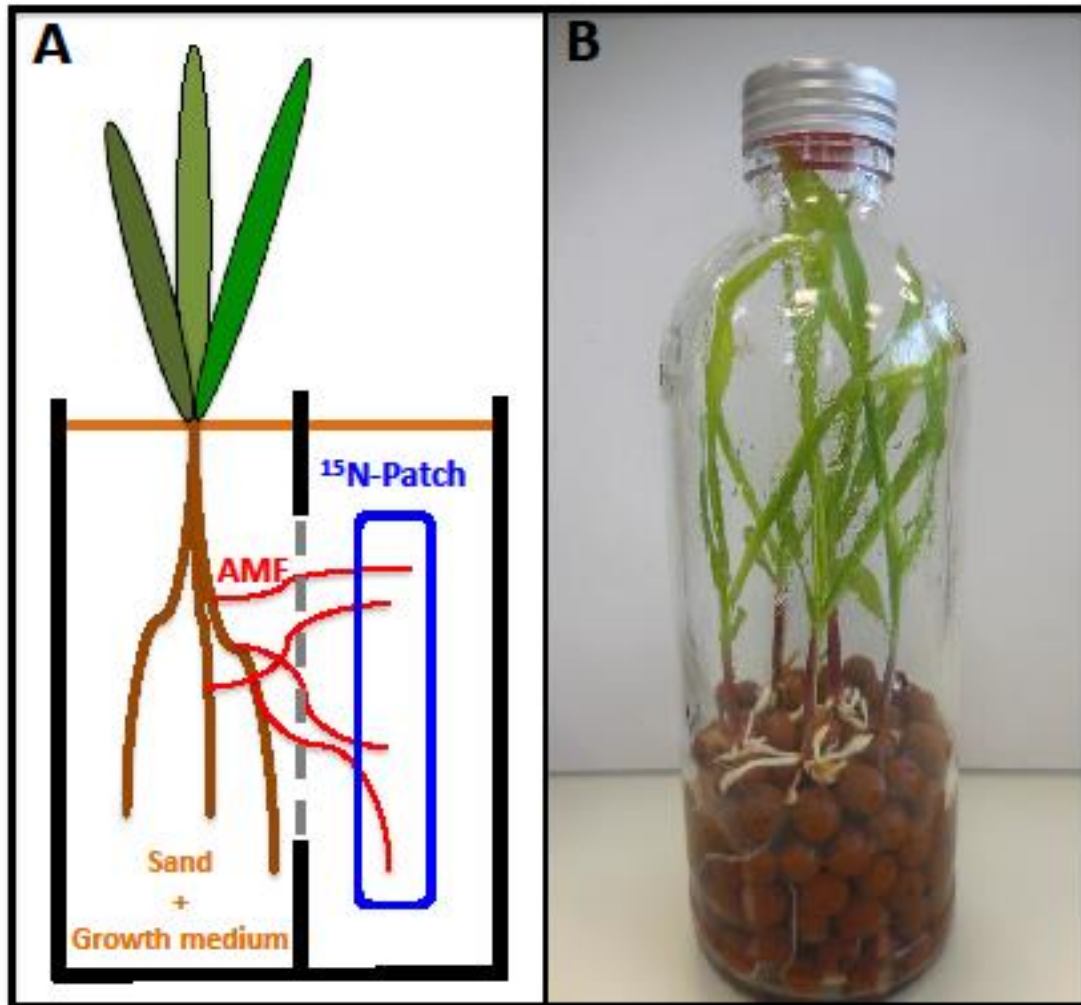 A
B
¹⁵N-Patch
AMF
Sand
+
Growth medium